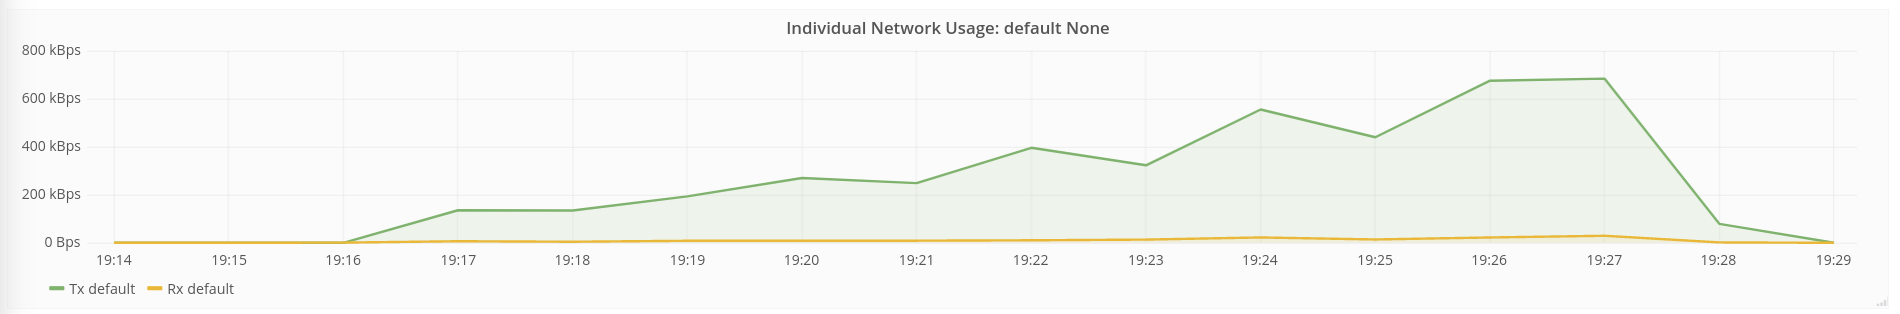 Individual Network Usage: default None
800 kBps
600 kBps
400 kBps
200 kBps
0 Bps
19:14 19:15 19:16 19:17 19:18 19:19 19:20 19:21 19:22 19:23 19:24 19:25 19:26 19:27 19:28 19:29
Tx default Rx default